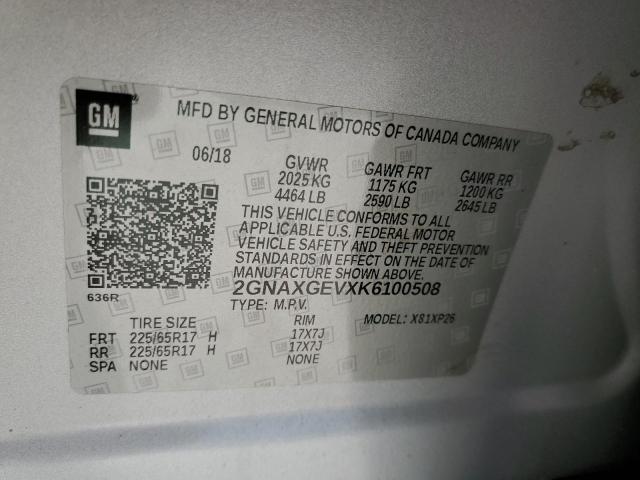 GM
MFD BY GENERAL MOTORS OF CANADA COMPANY
06/18 GVWR GAWR FRT GAWR RR
2025 KG 1175 KG 1200 KG
4464 LB 2590 LB 2645 LB
THIS VEHICLE CONFORMS TO ALL
APPLICABLE U.S. FEDERAL MOTOR
VEHICLE SAFETY AND THEFT PREVENTION
STANDARDS IN EFFECT ON THE DATE OF
MANUFACTURE SHOWN ABOVE.
636R
2GNAXGEVXK6100508
TYPE: M.P.V. MODEL: X81XP26
TIRE SIZE RIM
FRT 225/65R17 H 17X7J
RR 225/65R17 H 17X7J
SPA NONE NONE